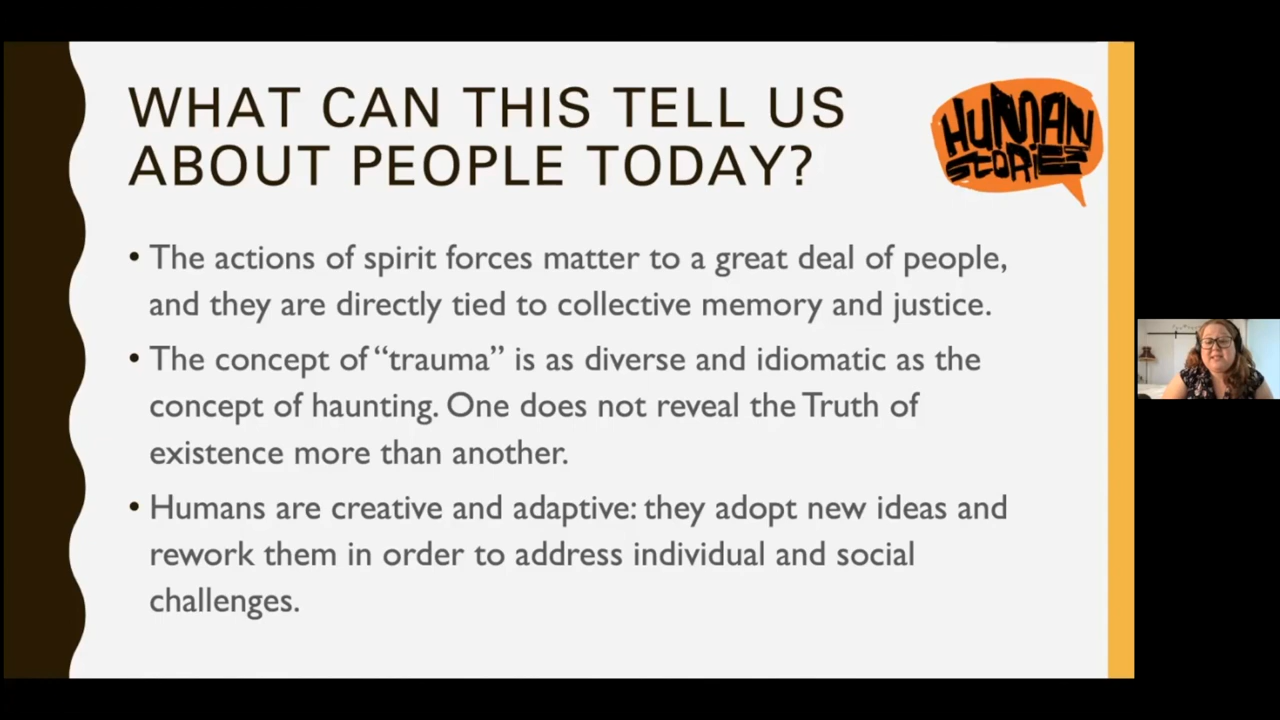 WHAT CAN THIS TELL US
ABOUT PEOPLE TODAY?
HUMAN
STORIES
• The actions of spirit forces matter to a great deal of people,
and they are directly tied to collective memory and justice.
• The concept of “trauma” is as diverse and idiomatic as the
concept of haunting. One does not reveal the Truth of
existence more than another.
• Humans are creative and adaptive: they adopt new ideas and
rework them in order to address individual and social
challenges.